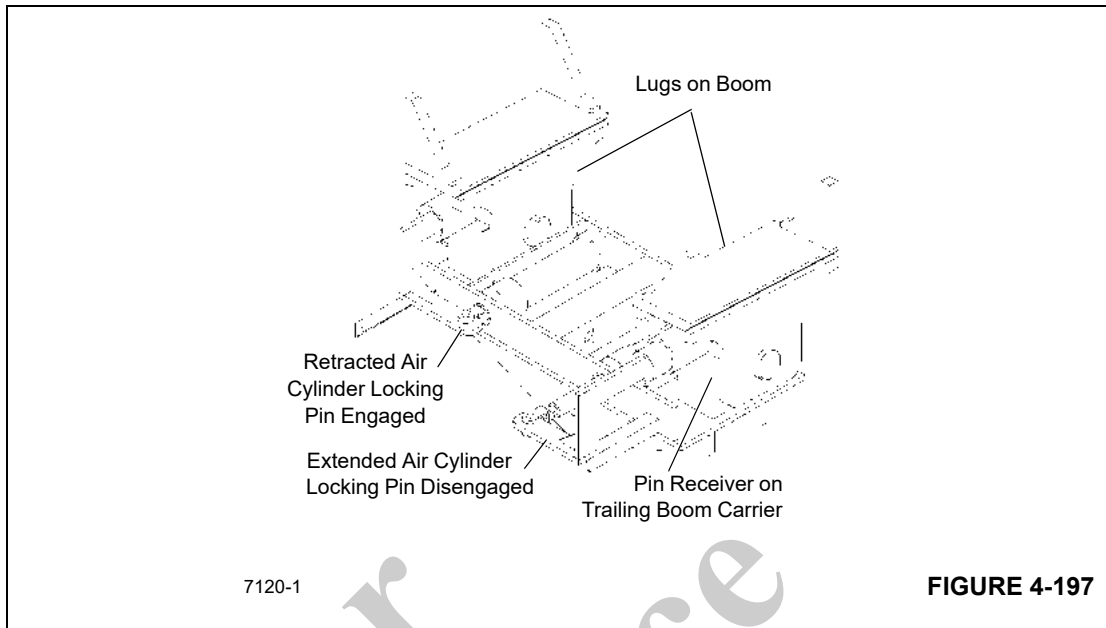 Lugs on Boom
Retracted Air
Cylinder Locking
Pin Engaged
Extended Air Cylinder
Locking Pin Disengaged
Pin Receiver on
Trailing Boom Carrier
7120-1
FIGURE 4-197